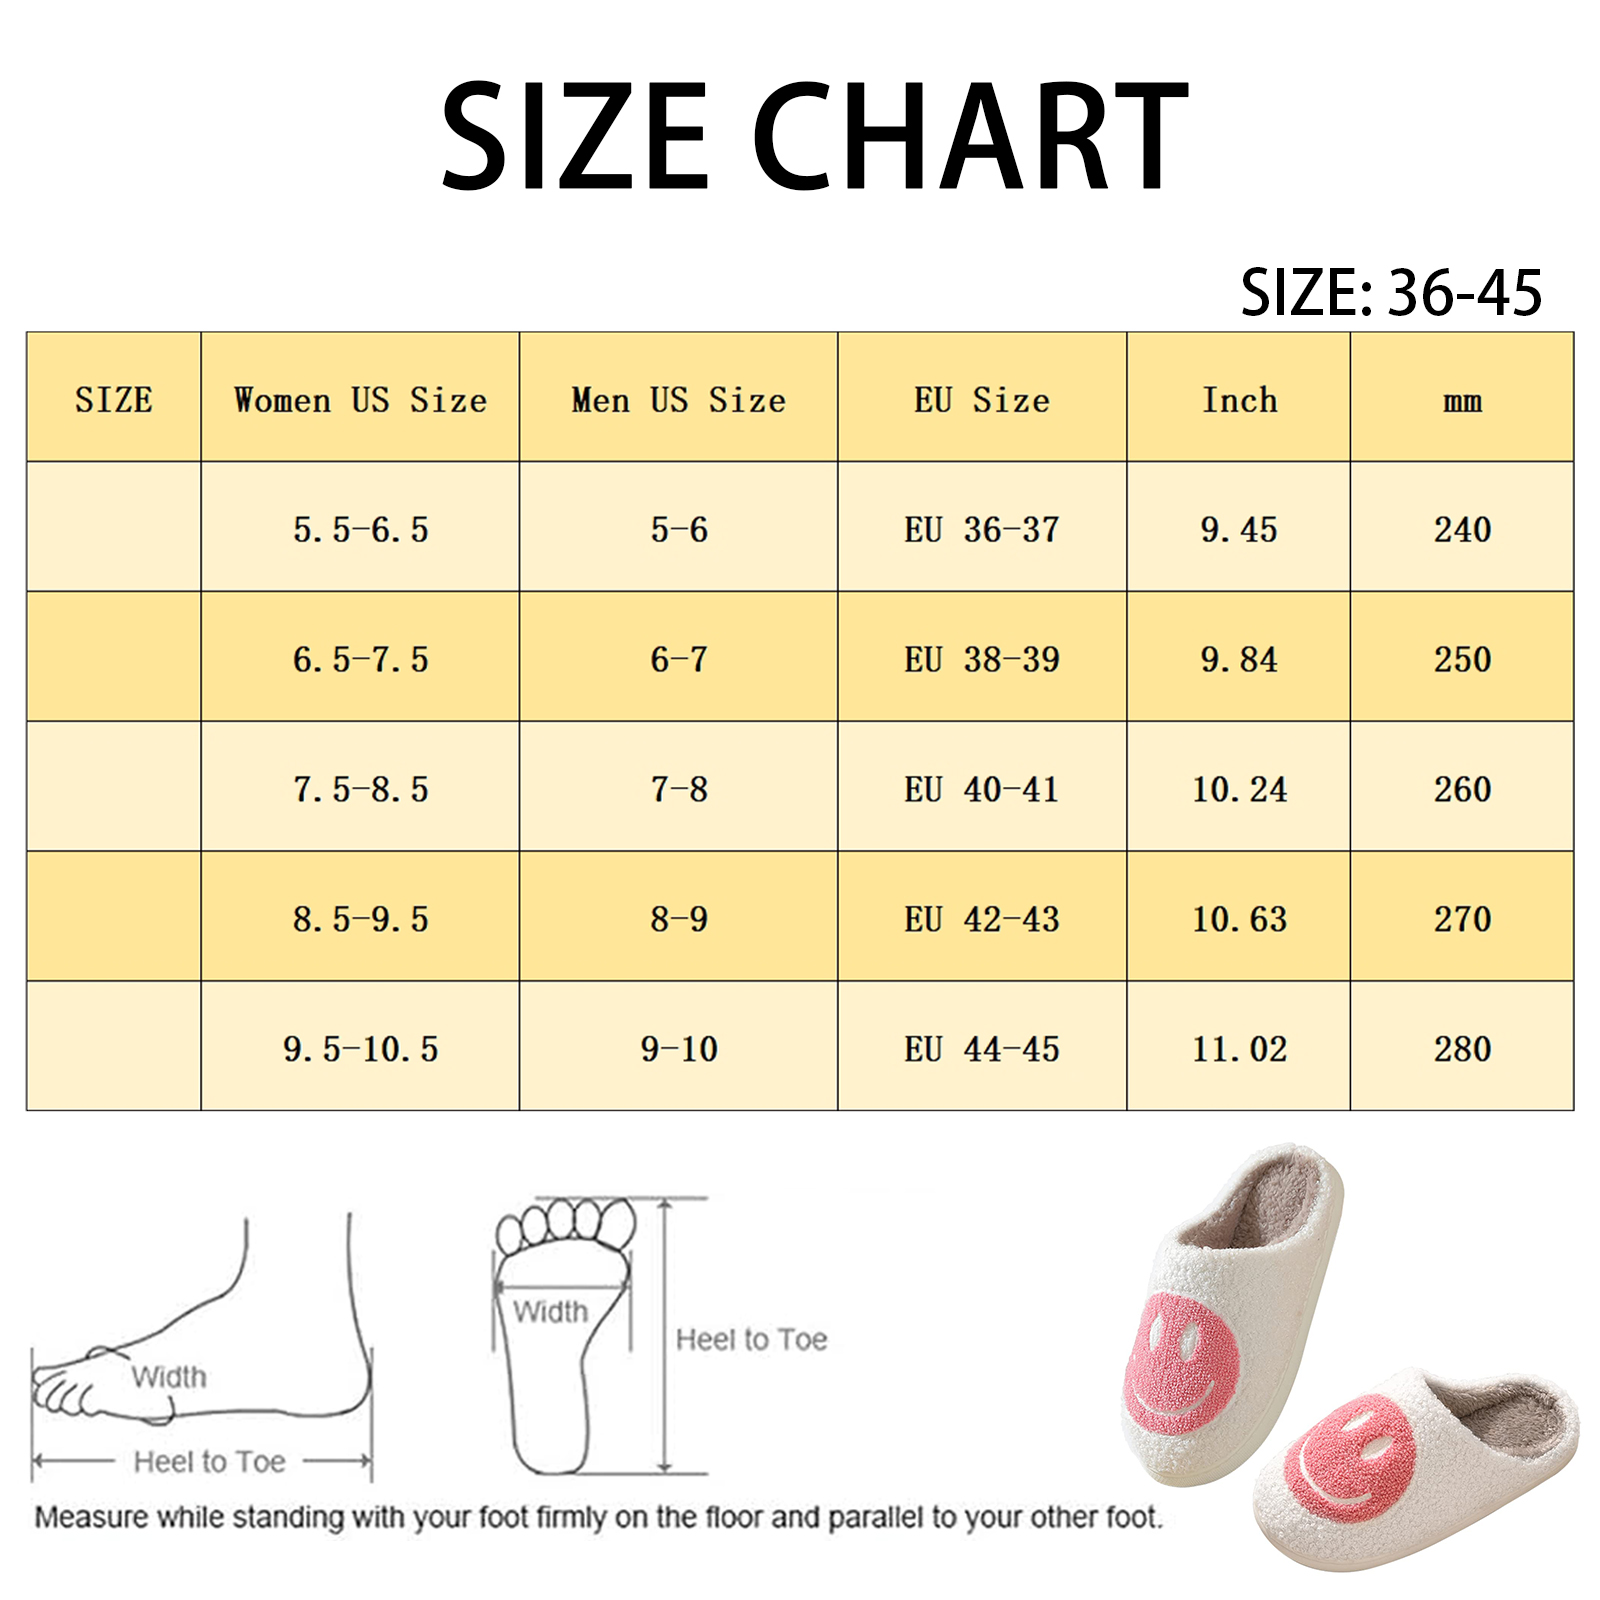 SIZE CHART
SIZE: 36-45
SIZE Women US Size Men US Size EU Size Inch mm
5.5-6.5 5-6 EU 36-37 9.45 240
6.5-7.5 6-7 EU 38-39 9.84 250
7.5-8.5 7-8 EU 40-41 10.24 260
8.5-9.5 8-9 EU 42-43 10.63 270
9.5-10.5 9-10 EU 44-45 11.02 280
Width
Heel to Toe
Width
Heel to Toe
Measure while standing with your foot firmly on the floor and parallel to your other foot.